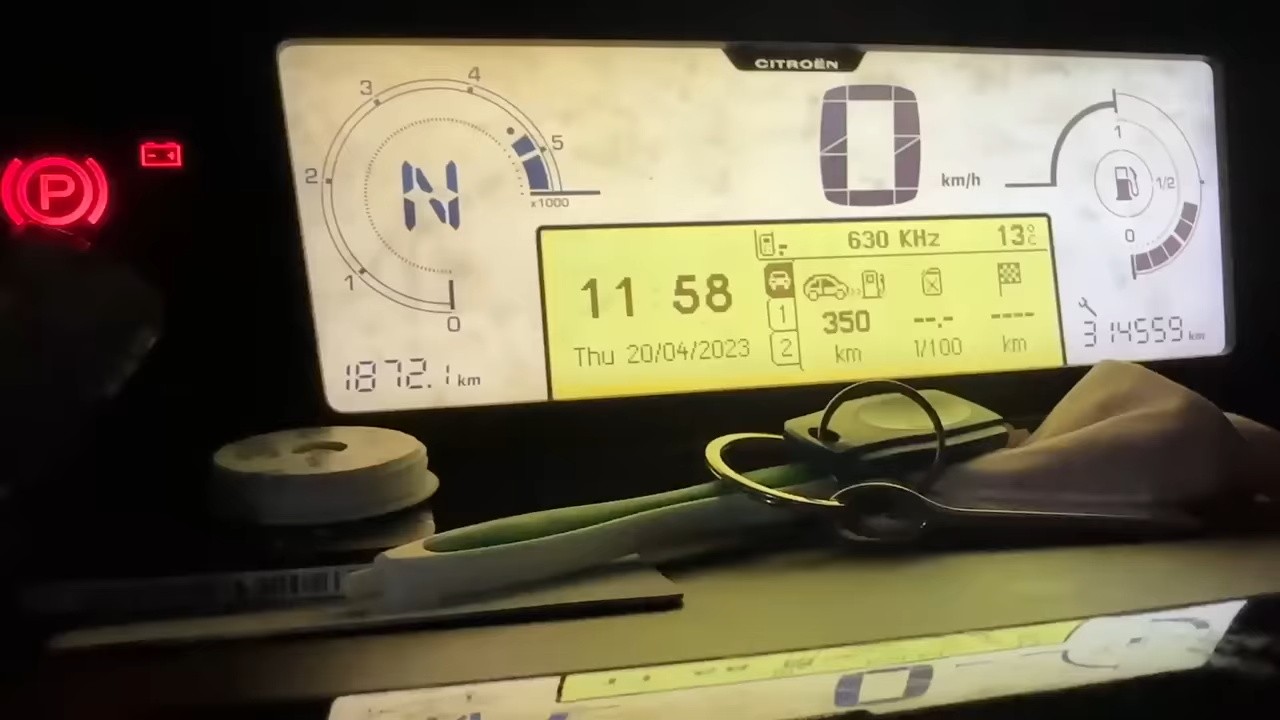 CITROËN
4
3
5
2
x1000
1
0
N
0
km/h
1
1/2
0
630 KHz
13°C
11 58
1
350
--.-
----
Thu 20/04/2023
2
km
1/100
km
1872.1 km
314559 km
P